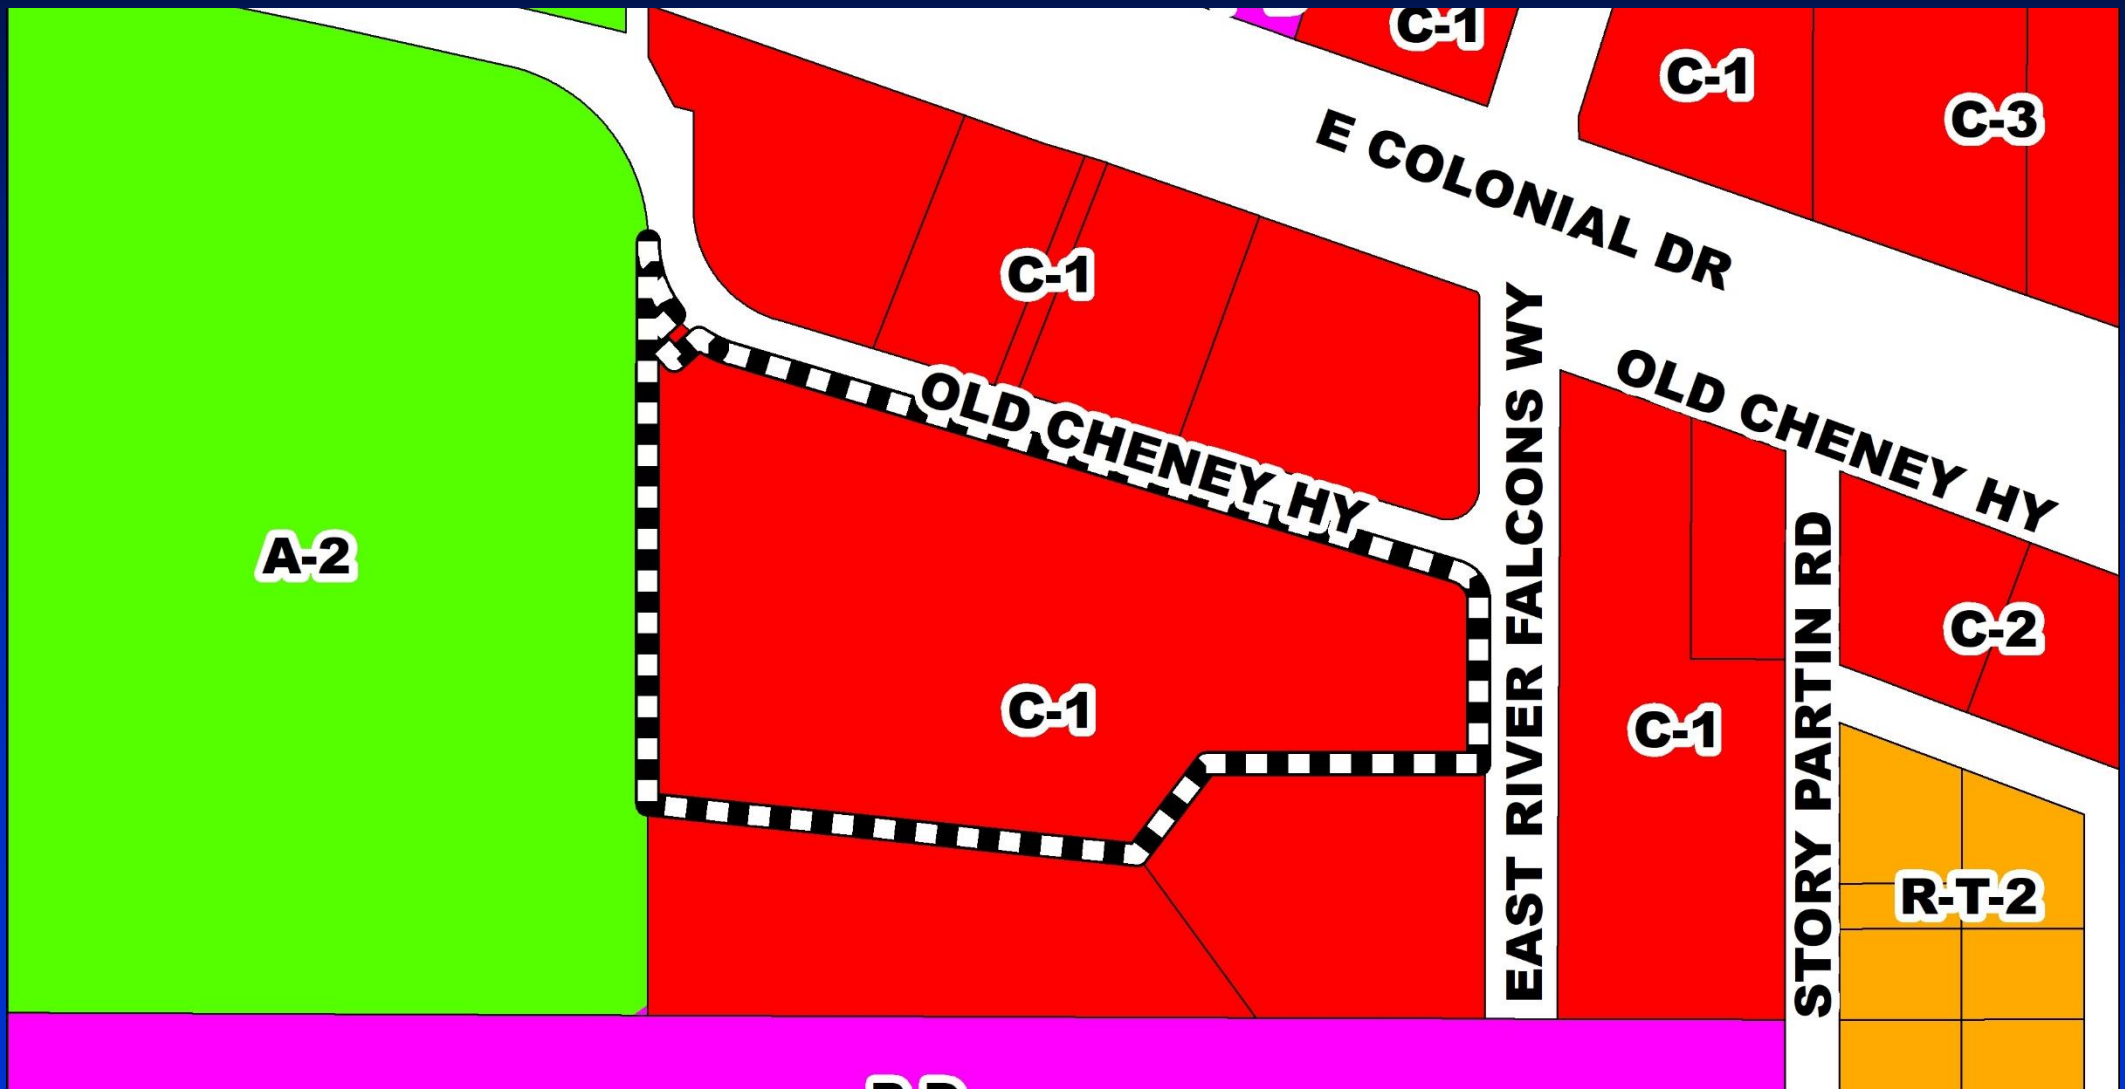 C-1
C-1
C-3
E COLONIAL DR
C-1
OLD CHENEY HY
EAST RIVER FALCONS WY
OLD CHENEY HY
A-2
C-1
C-1
STORY PARTIN RD
C-2
R-T-2